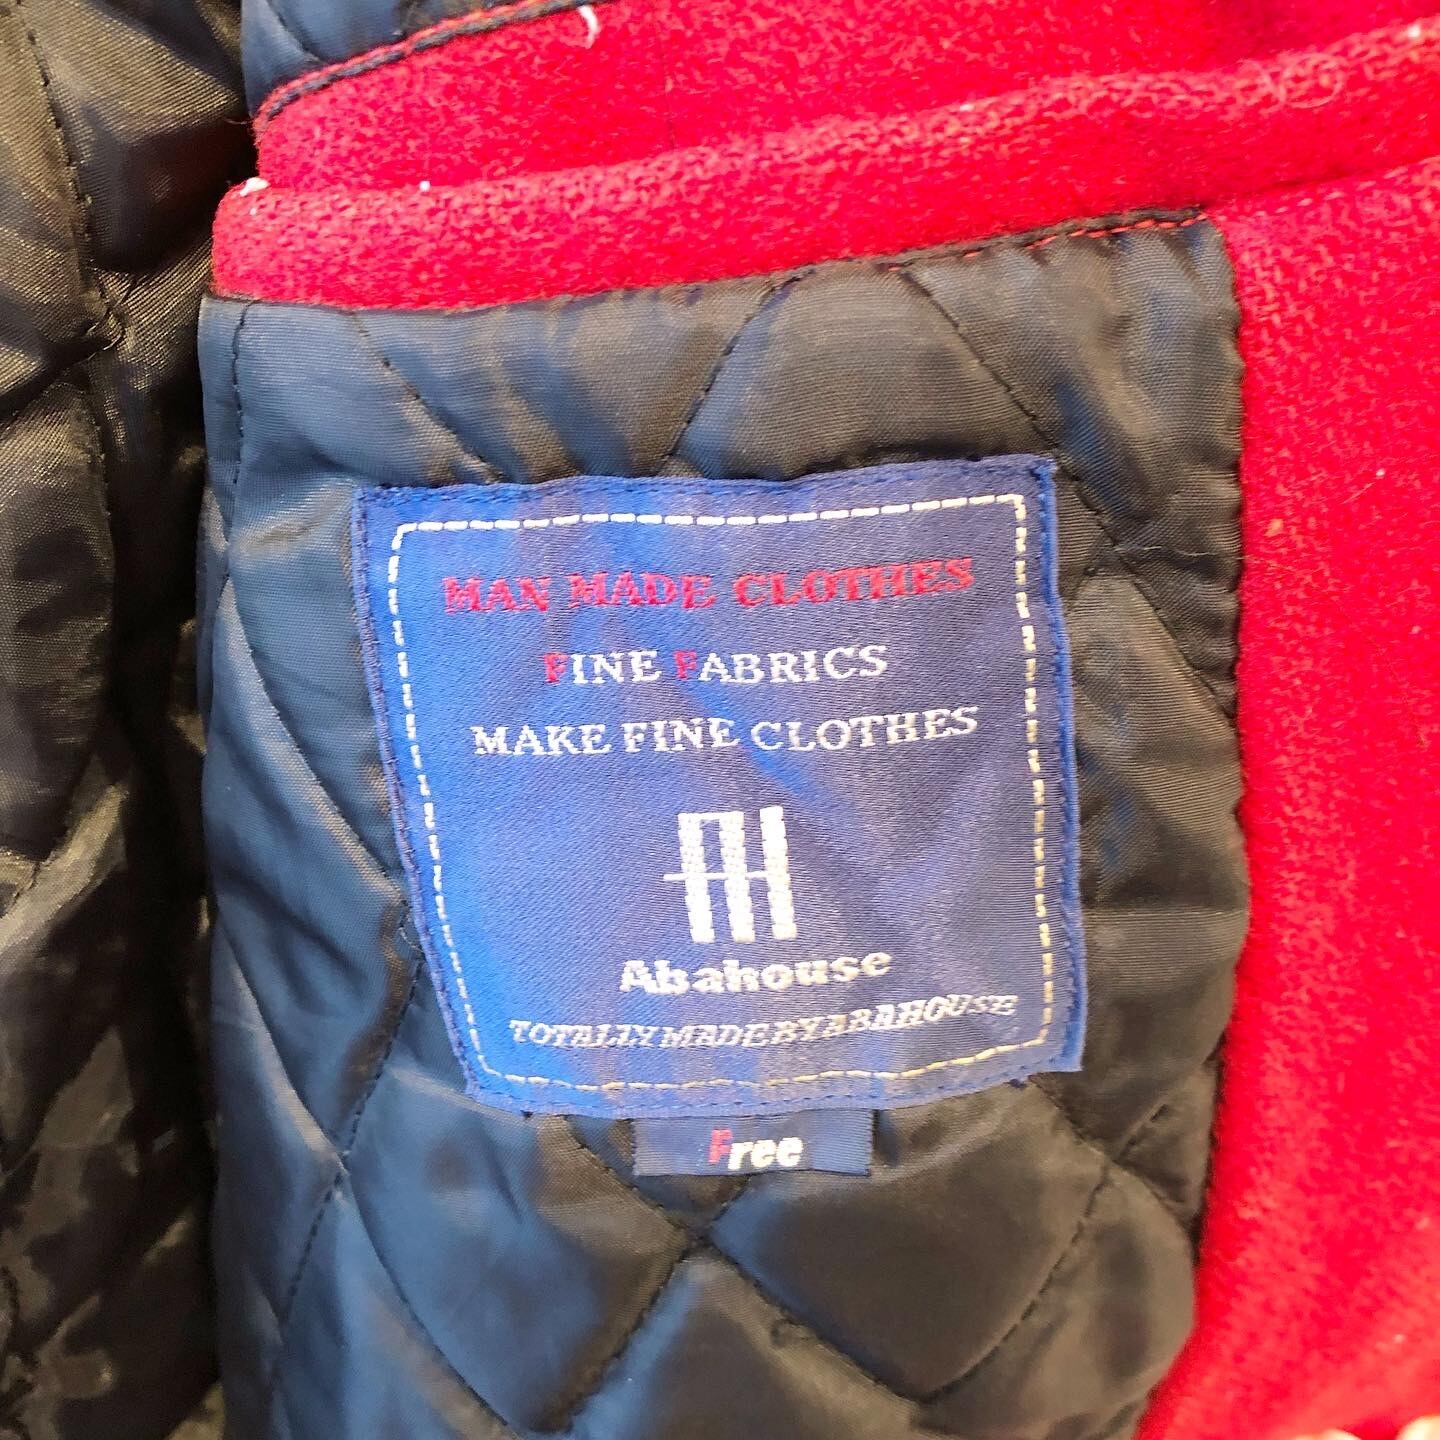 MAN MADE CLOTHES
FINE FABRICS
MAKE FINE CLOTHES
Abahouse
TOTALLY MADE BY ABAHOUSE
Free